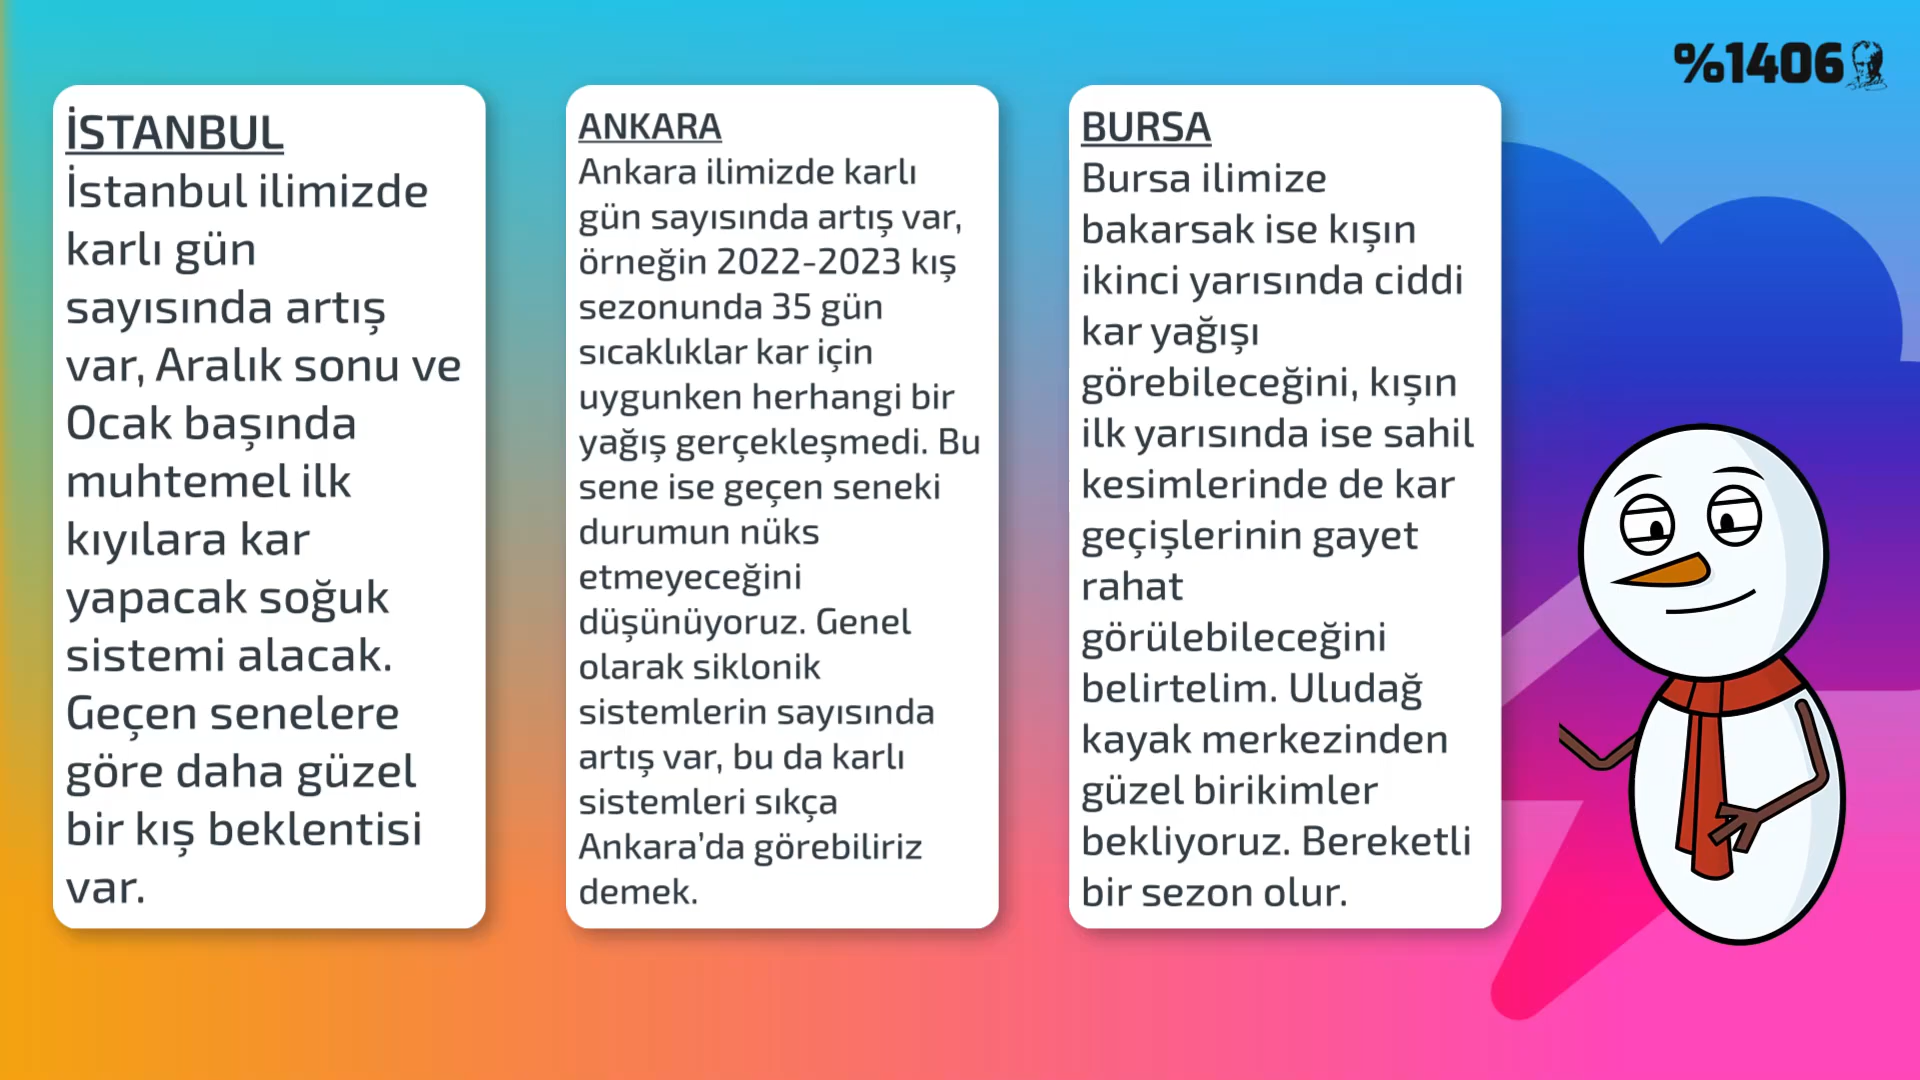 %1406
İSTANBUL
İstanbul ilimizde
karlı gün
sayısında artış
var, Aralık sonu ve
Ocak başında
muhtemel ilk
kıyılara kar
yapacak soğuk
sistemi alacak.
Geçen senelere
göre daha güzel
bir kış beklentisi
var.
ANKARA
Ankara ilimizde karlı
gün sayısında artış var,
örneğin 2022-2023 kış
sezonunda 35 gün
sıcaklıklar kar için
uygunken herhangi bir
yağış gerçekleşmedi. Bu
sene ise geçen seneki
durumun nüks
etmeyeceğini
düşünüyoruz. Genel
olarak siklonik
sistemlerin sayısında
artış var, bu da karlı
sistemleri sıkça
Ankara’da görebiliriz
demek.
BURSA
Bursa ilimize
bakarsak ise kışın
ikinci yarısında ciddi
kar yağışı
görebileceğini, kışın
ilk yarısında ise sahil
kesimlerinde de kar
geçişlerinin gayet
rahat
görülebileceğini
belirtelim. Uludağ
kayak merkezinden
güzel birikimler
bekliyoruz. Bereketli
bir sezon olur.